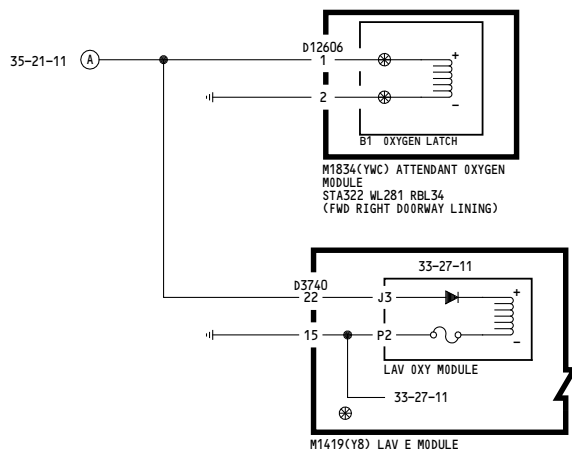 35-21-11 A
D12606
1
+
2
-
B1 OXYGEN LATCH
M1834(YWC) ATTENDANT OXYGEN
MODULE
STA322 WL281 RBL34
(FWD RIGHT DOORWAY LINING)
33-27-11
D3740
22 J3
+
15 P2
-
LAV OXY MODULE
33-27-11
M1419(Y8) LAV E MODULE